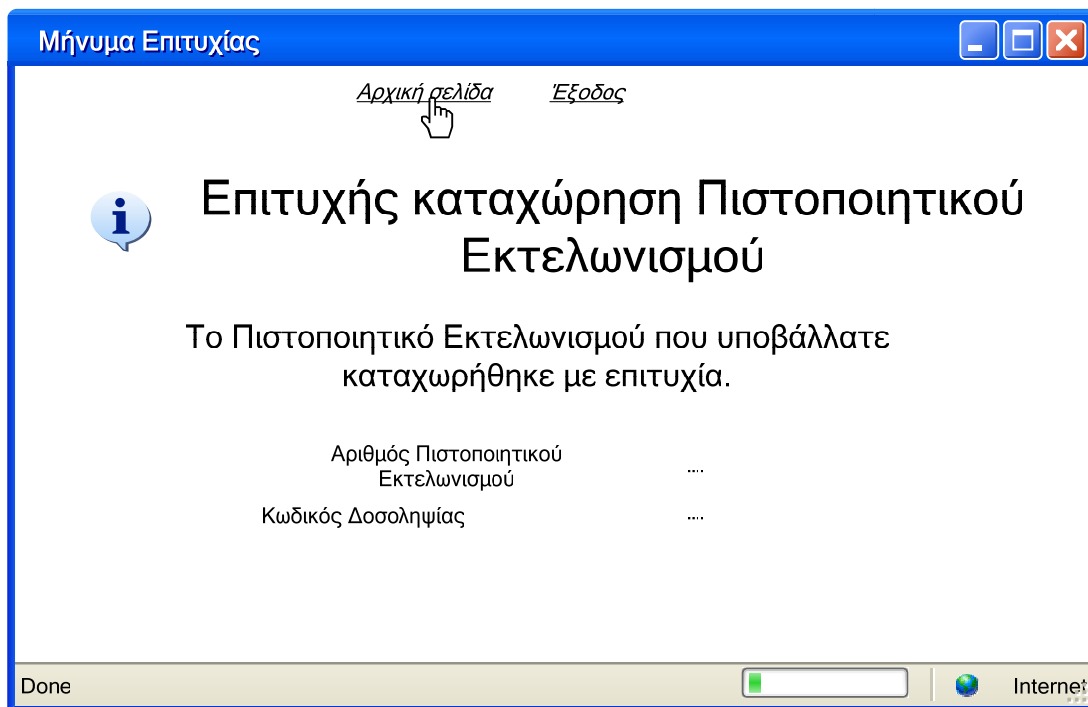 Μήνυμα Επιτυχίας
Αρχική σελίδα Έξοδος
Επιτυχής καταχώρηση Πιστοποιητικού
Εκτελωνισμού
Το Πιστοποιητικό Εκτελωνισμού που υποβάλλατε
καταχωρήθηκε με επιτυχία.
Αριθμός Πιστοποιητικού
Εκτελωνισμού ....
Κωδικός Δοσοληψίας ....
Done Internet